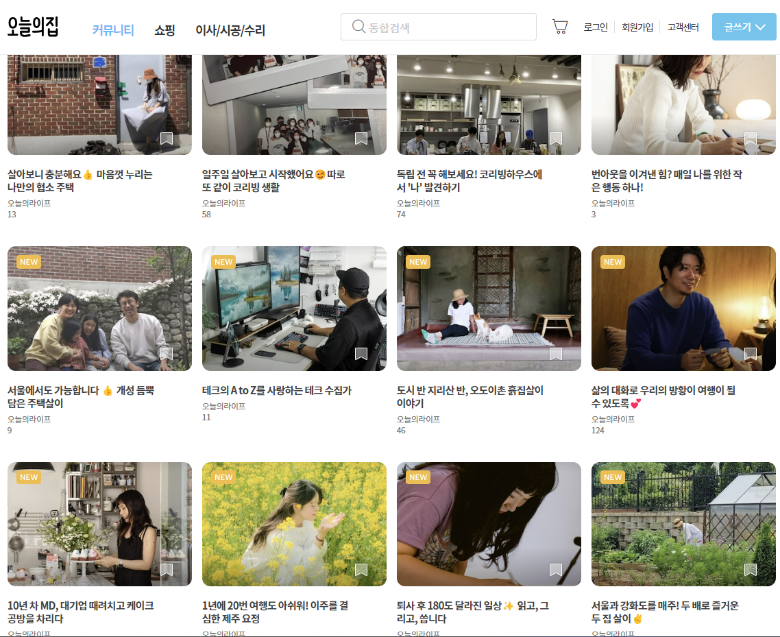 오늘의집
커뮤니티 쇼핑 이사/시공/수리
통합검색
로그인 회원가입 고객센터
글쓰기
살아보니 충분해요👍 마음껏 누리는
나만의 협소 주택
오늘의라이프
13
일주일 살아보고 시작했어요😊 따로
또 같이 코리빙 생활
오늘의라이프
58
독립 전 꼭 해보세요! 코리빙하우스에
서 '나' 발견하기
오늘의라이프
74
번아웃을 이겨낸 힘? 매일 나를 위한 작
은 행동 하나!
오늘의라이프
3
NEW
서울에서도 가능합니다 👍 개성 듬뿍
담은 주택살이
오늘의라이프
9
NEW
테크의 A to Z를 사랑하는 테크 수집가
오늘의라이프
11
NEW
도시 반 지리산 반, 오도이촌 흙집살이
이야기
오늘의라이프
46
NEW
삶의 대화로 우리의 방황이 여행이 될
수 있도록💕
오늘의라이프
124
NEW
10년 차 MD, 대기업 때려치고 케이크
공방을 차리다
오늘의라이프
NEW
1년에 20번 여행도 아쉬워! 이주를 결
심한 제주 요정
오늘의라이프
NEW
퇴사 후 180도 달라진 일상 ✨ 읽고, 그
리고, 씁니다
오늘의라이프
NEW
서울과 강화도를 매주! 두 배로 즐거운
두 집 살이✌
오늘의라이프